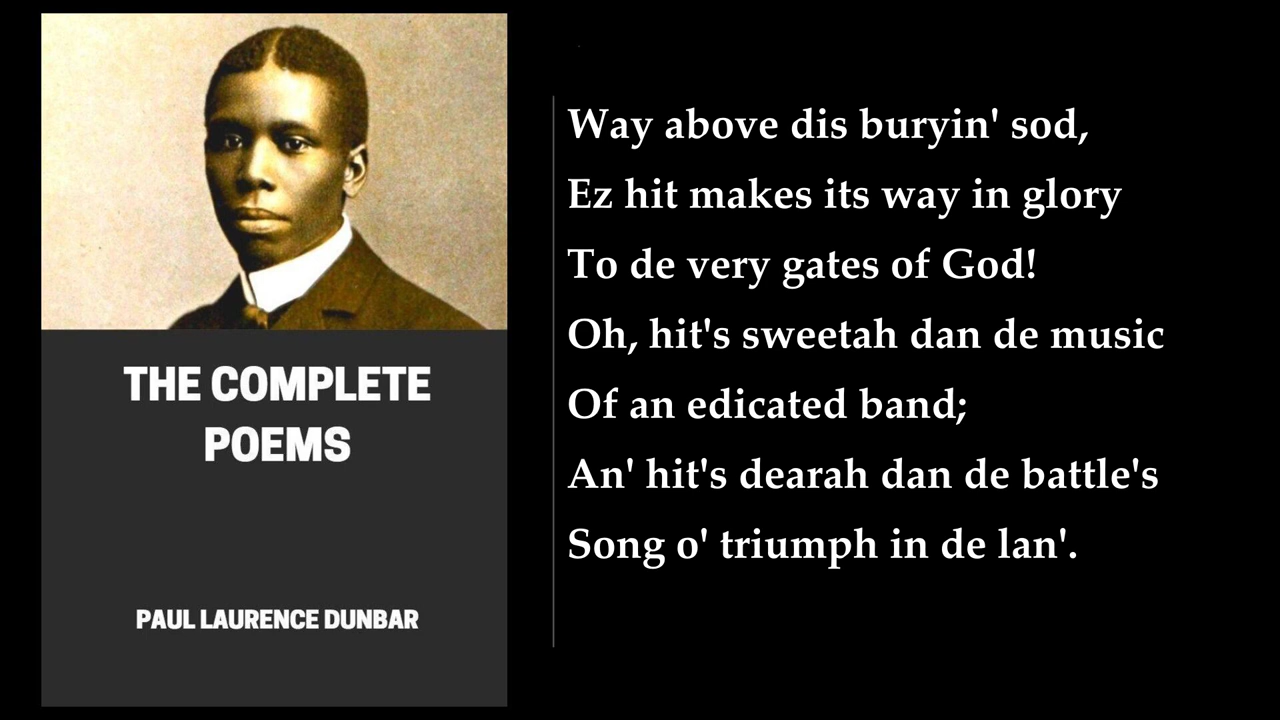 THE COMPLETE
POEMS
PAUL LAURENCE DUNBAR
Way above dis buryin' sod,
Ez hit makes its way in glory
To de very gates of God!
Oh, hit's sweetah dan de music
Of an edicated band;
An' hit's dearah dan de battle's
Song o' triumph in de lan'.